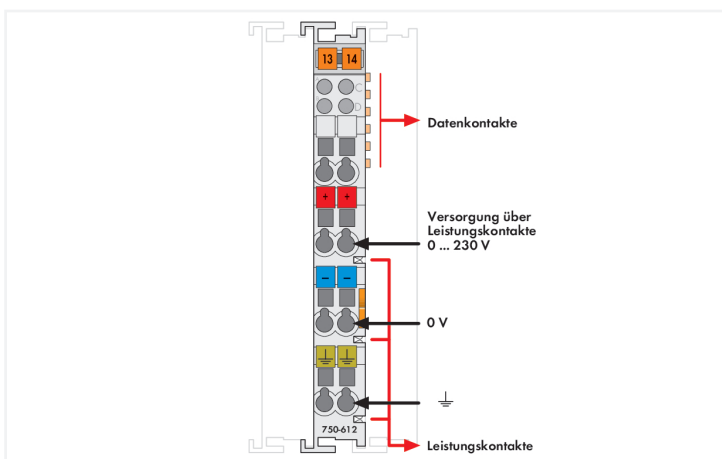 13 14
C
D
Datenkontakte
+ +
Versorgung über
Leistungskontakte
0 ... 230 V
− −
0 V
750-612
Leistungskontakte